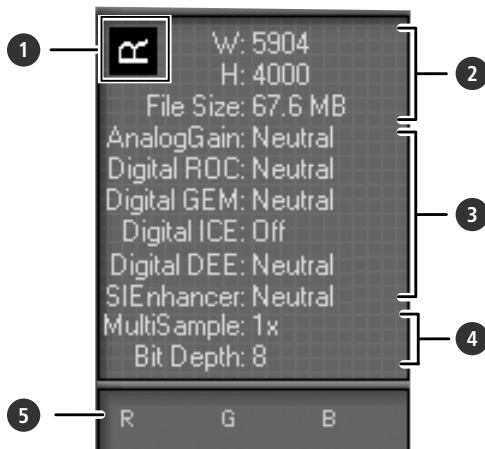 1
R
W: 5904
H: 4000
File Size: 67.6 MB
2
AnalogGain: Neutral
Digital ROC: Neutral
Digital GEM: Neutral
Digital ICE: Off
Digital DEE: Neutral
SIEnhancer: Neutral
3
MultiSample: 1x
Bit Depth: 8
4
5
R G B